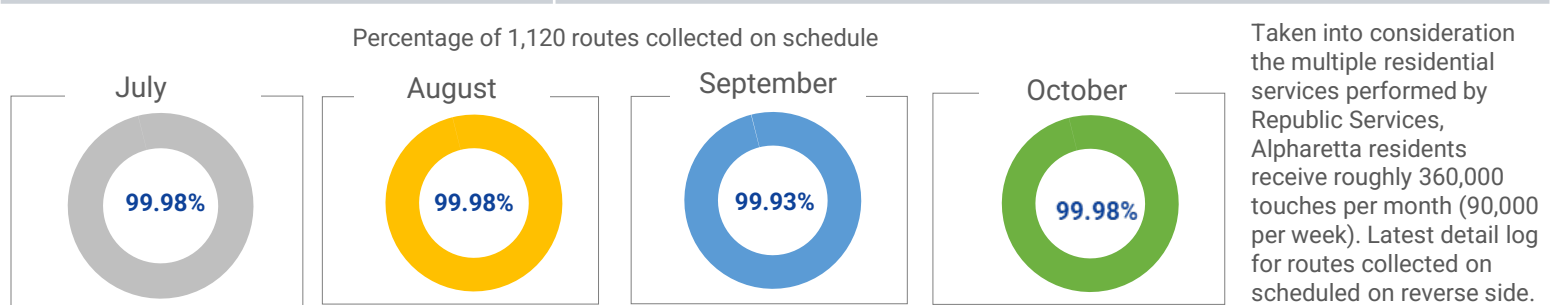 Percentage of 1,120 routes collected on schedule
July
99.98%
August
99.98%
September
99.93%
October
99.98%
Taken into consideration
the multiple residential
services performed by
Republic Services,
Alpharetta residents
receive roughly 360,000
touches per month (90,000
per week). Latest detail log
for routes collected on
scheduled on reverse side.